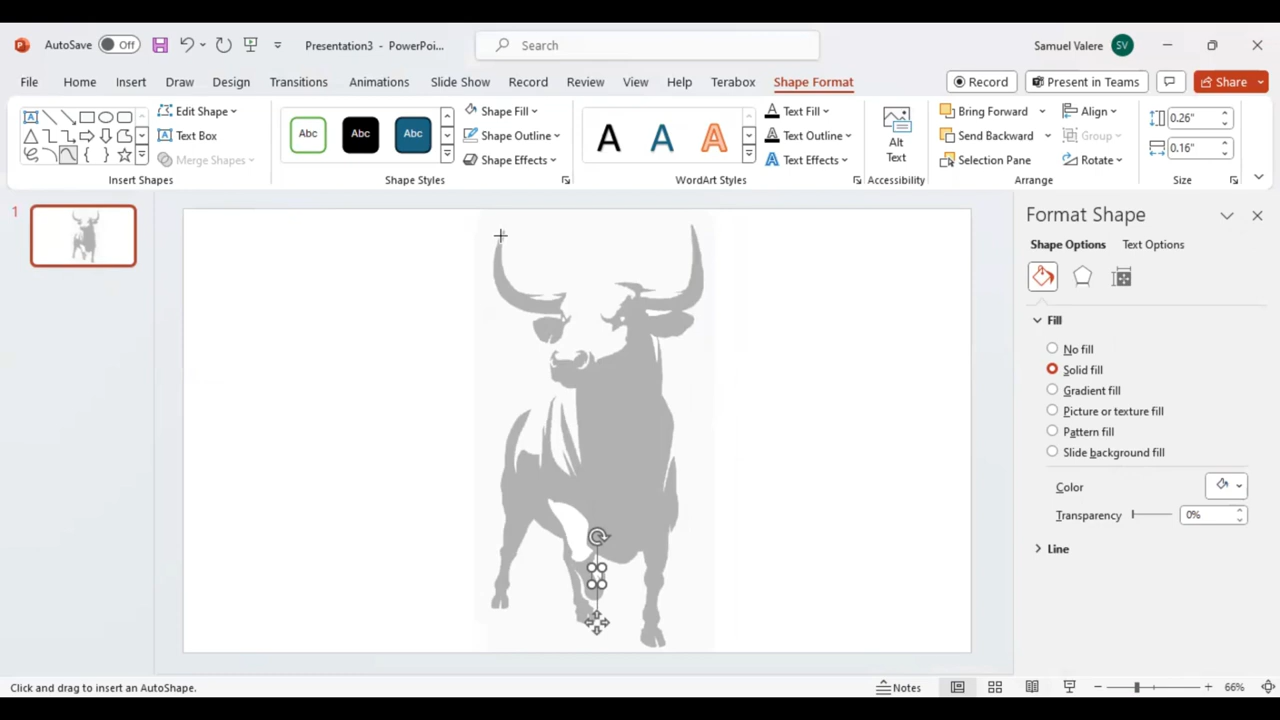 AutoSave Off Presentation3 - PowerPoi... Search Samuel Valere SV
File Home Insert Draw Design Transitions Animations Slide Show Record Review View Help Terabox Shape Format Record Present in Teams Share
Edit Shape
Text Box
Merge Shapes
Insert Shapes
Abc Abc Abc
Shape Fill
Shape Outline
Shape Effects
Shape Styles
A A A
Text Fill
Text Outline
Text Effects
WordArt Styles
Alt
Text
Accessibility
Bring Forward
Send Backward
Selection Pane
Align
Group
Rotate
Arrange
0.26"
0.16"
Size
1
Format Shape
Shape Options Text Options
Fill
No fill
Solid fill
Gradient fill
Picture or texture fill
Pattern fill
Slide background fill
Color
Transparency 0%
Line
Click and drag to insert an AutoShape. Notes 66%